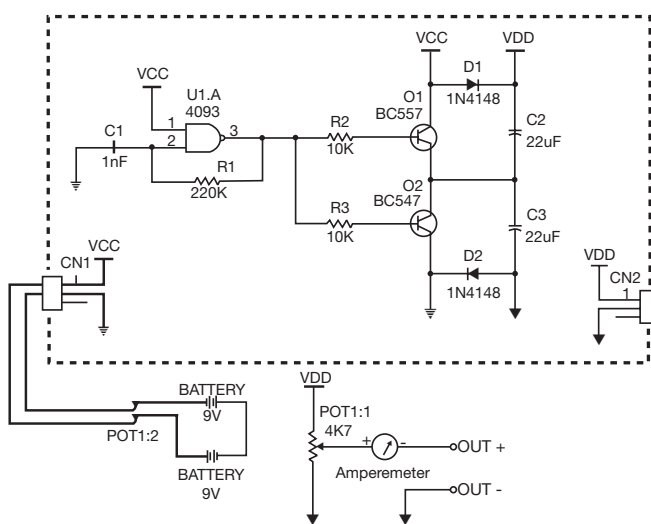 VCC
VDD
D1
1N4148
VCC
U1.A
4093
O1
BC557
C1
1nF
1
2
3
R2
10K
C2
22uF
R1
220K
O2
BC547
R3
10K
C3
22uF
D2
1N4148
VCC
CN1
VDD
CN2
1
BATTERY
9V
POT1:2
BATTERY
9V
VDD
POT1:1
4K7
+
-
Amperemeter
OUT +
OUT -